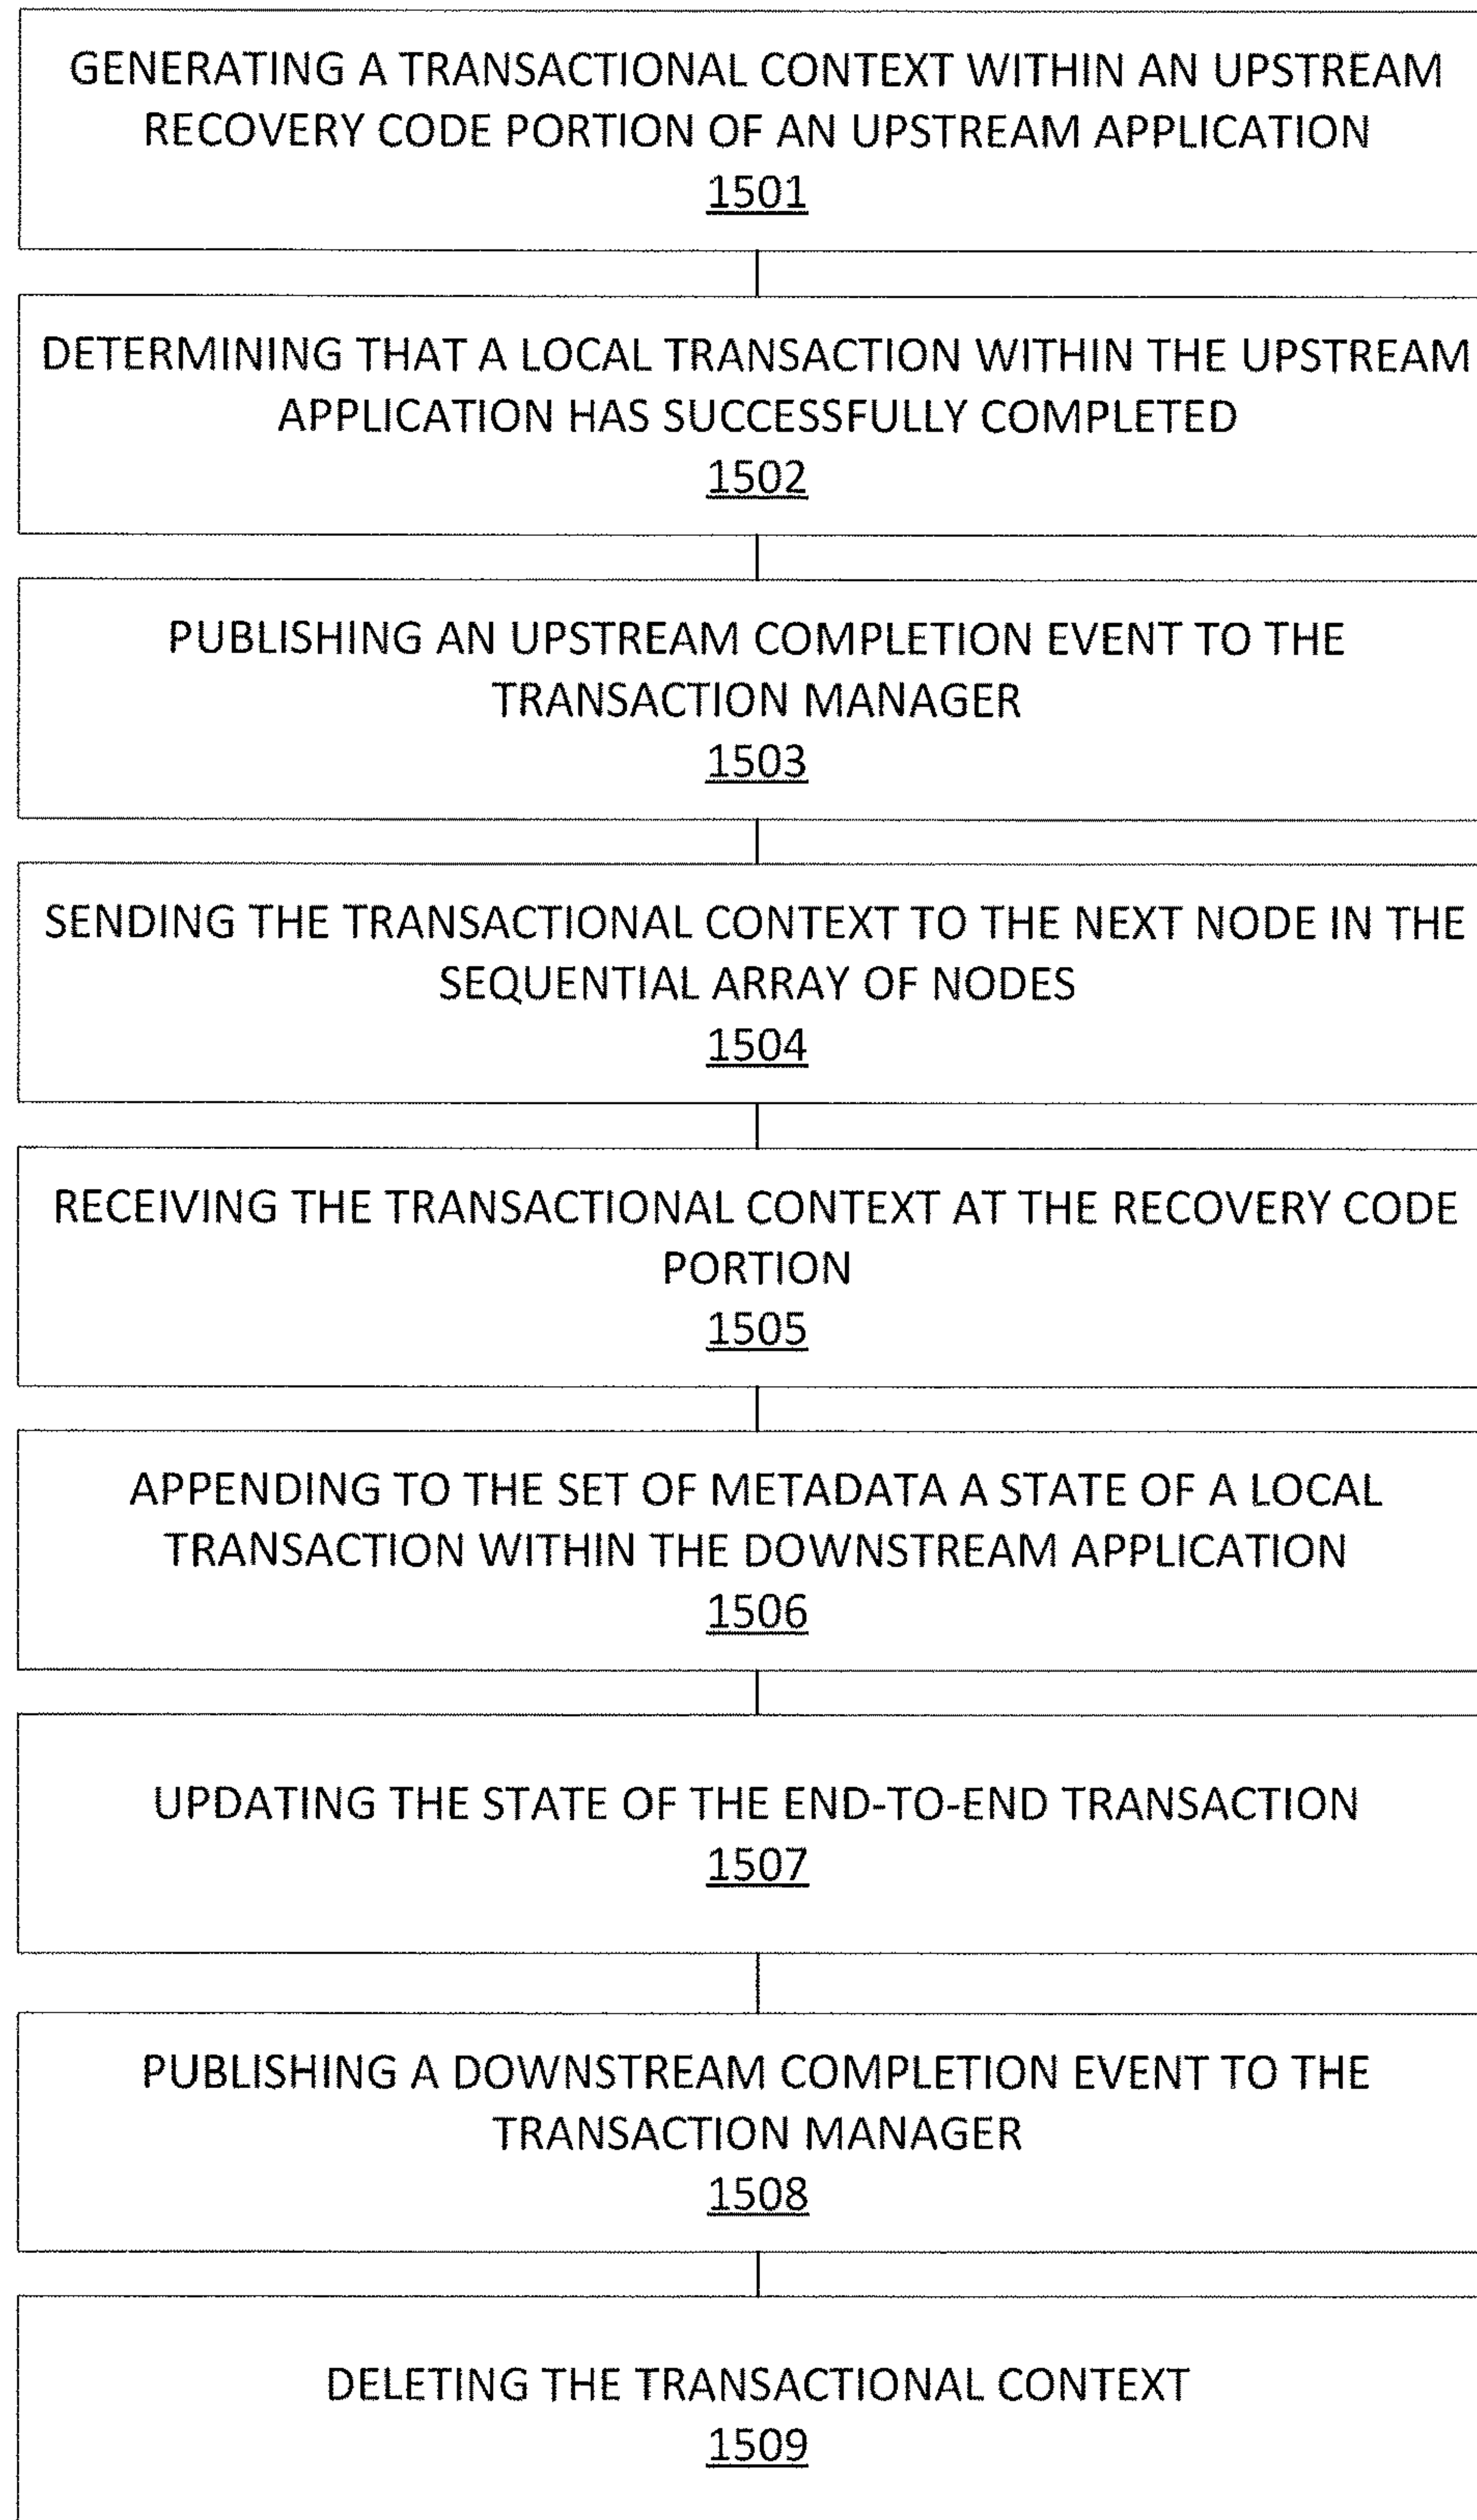 GENERATING A TRANSACTIONAL CONTEXT WITHIN AN UPSTREAM
RECOVERY CODE PORTION OF AN UPSTREAM APPLICATION
1501
DETERMINING THAT A LOCAL TRANSACTION WITHIN THE UPSTREAM
APPLICATION HAS SUCCESSFULLY COMPLETED
1502
PUBLISHING AN UPSTREAM COMPLETION EVENT TO THE
TRANSACTION MANAGER
1503
SENDING THE TRANSACTIONAL CONTEXT TO THE NEXT NODE IN THE
SEQUENTIAL ARRAY OF NODES
1504
RECEIVING THE TRANSACTIONAL CONTEXT AT THE RECOVERY CODE
PORTION
1505
APPENDING TO THE SET OF METADATA A STATE OF A LOCAL
TRANSACTION WITHIN THE DOWNSTREAM APPLICATION
1506
UPDATING THE STATE OF THE END-TO-END TRANSACTION
1507
PUBLISHING A DOWNSTREAM COMPLETION EVENT TO THE
TRANSACTION MANAGER
1508
DELETING THE TRANSACTIONAL CONTEXT
1509